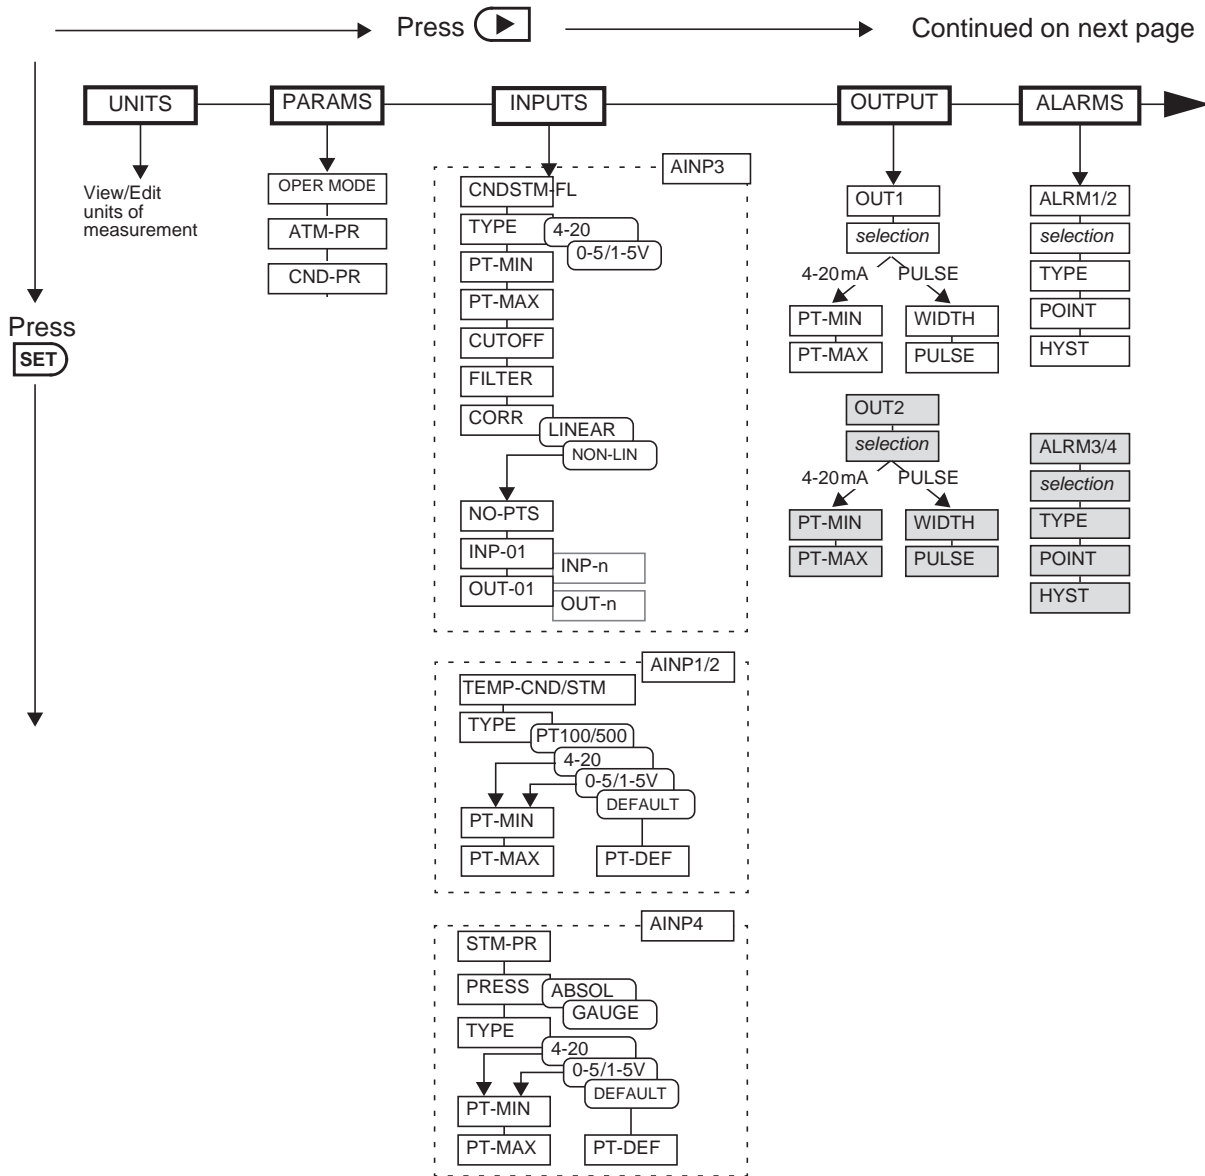 Press
Continued on next page
UNITS
PARAMS
INPUTS
OUTPUT
ALARMS
View/Edit
units of
measurement
OPER MODE
ATM-PR
CND-PR
Press
SET
AINP3
CNDSTM-FL
TYPE
4-20
0-5/1-5V
PT-MIN
PT-MAX
CUTOFF
FILTER
CORR
LINEAR
NON-LIN
NO-PTS
INP-01
INP-n
OUT-01
OUT-n
AINP1/2
TEMP-CND/STM
TYPE
PT100/500
4-20
0-5/1-5V
DEFAULT
PT-MIN
PT-MAX
PT-DEF
AINP4
STM-PR
PRESS
ABSOL
GAUGE
TYPE
4-20
0-5/1-5V
DEFAULT
PT-MIN
PT-MAX
PT-DEF
OUT1
selection
4-20mA PULSE
PT-MIN WIDTH
PT-MAX PULSE
OUT2
selection
4-20mA PULSE
PT-MIN WIDTH
PT-MAX PULSE
ALRM1/2
selection
TYPE
POINT
HYST
ALRM3/4
selection
TYPE
POINT
HYST